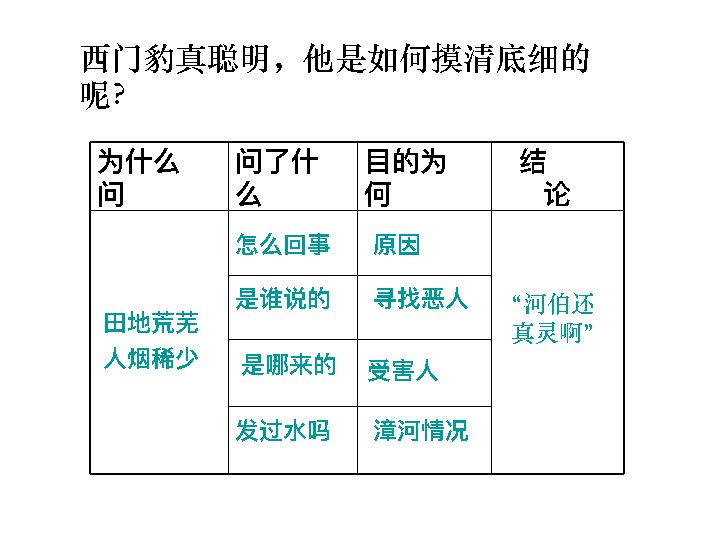 西门豹真聪明，他是如何摸清底细的
呢？
为什么
问
问了什
么
目的为
何
结
论
田地荒芜
人烟稀少
怎么回事
原因
是谁说的
寻找恶人
是哪来的
受害人
发过水吗
漳河情况
“河伯还
真灵啊”